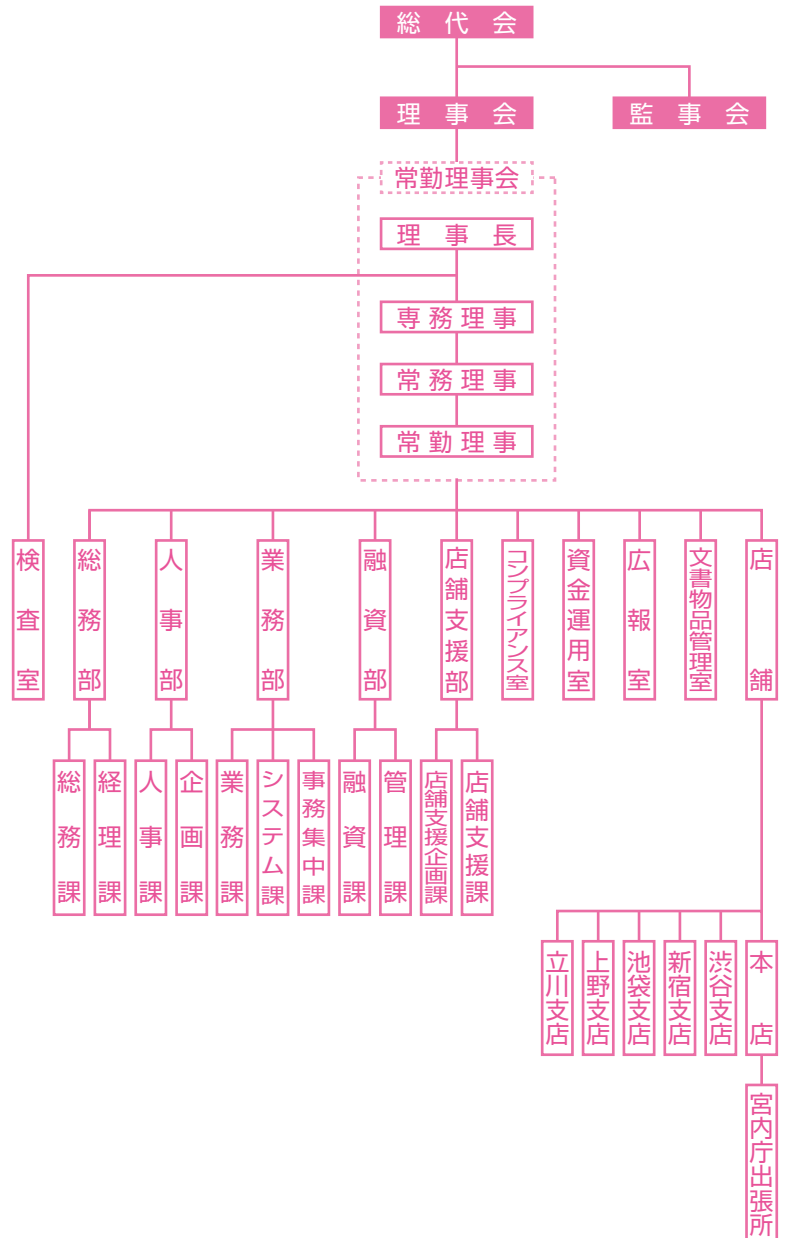 総代会
理事会
監事会
常勤理事会
理事長
専務理事
常務理事
常勤理事
検査室
総務部
人事部
業務部
融資部
店舗支援部
コンプライアンス室
資金運用室
広報室
文書物品管理室
店舗
総務課
経理課
人事課
企画課
業務課
システム課
事務集中課
融資課
管理課
店舗支援企画課
店舗支援課
立川支店
上野支店
池袋支店
新宿支店
渋谷支店
本店
宮内庁出張所